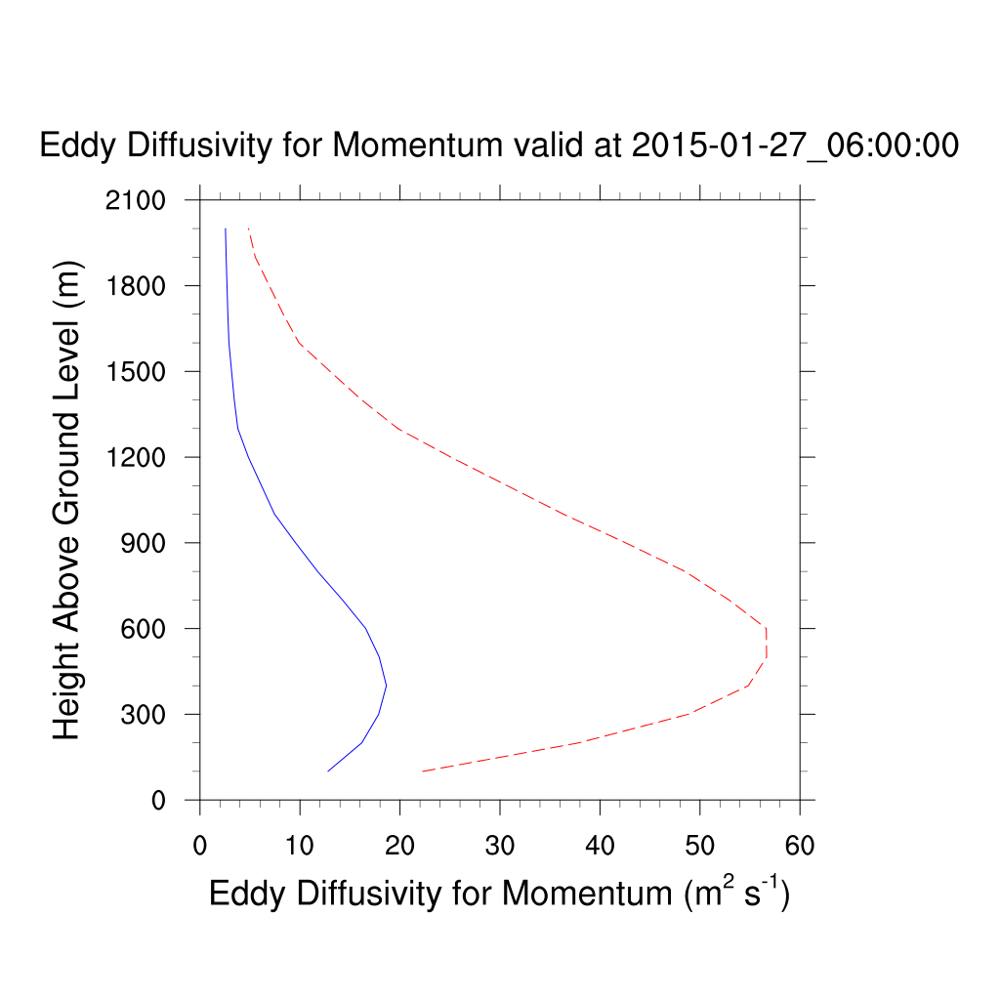 Eddy Diffusivity for Momentum valid at 2015-01-27_06:00:00
2100
1800
1500
1200
900
600
300
0
Height Above Ground Level (m)
0 10 20 30 40 50 60
Eddy Diffusivity for Momentum (m² s⁻¹)